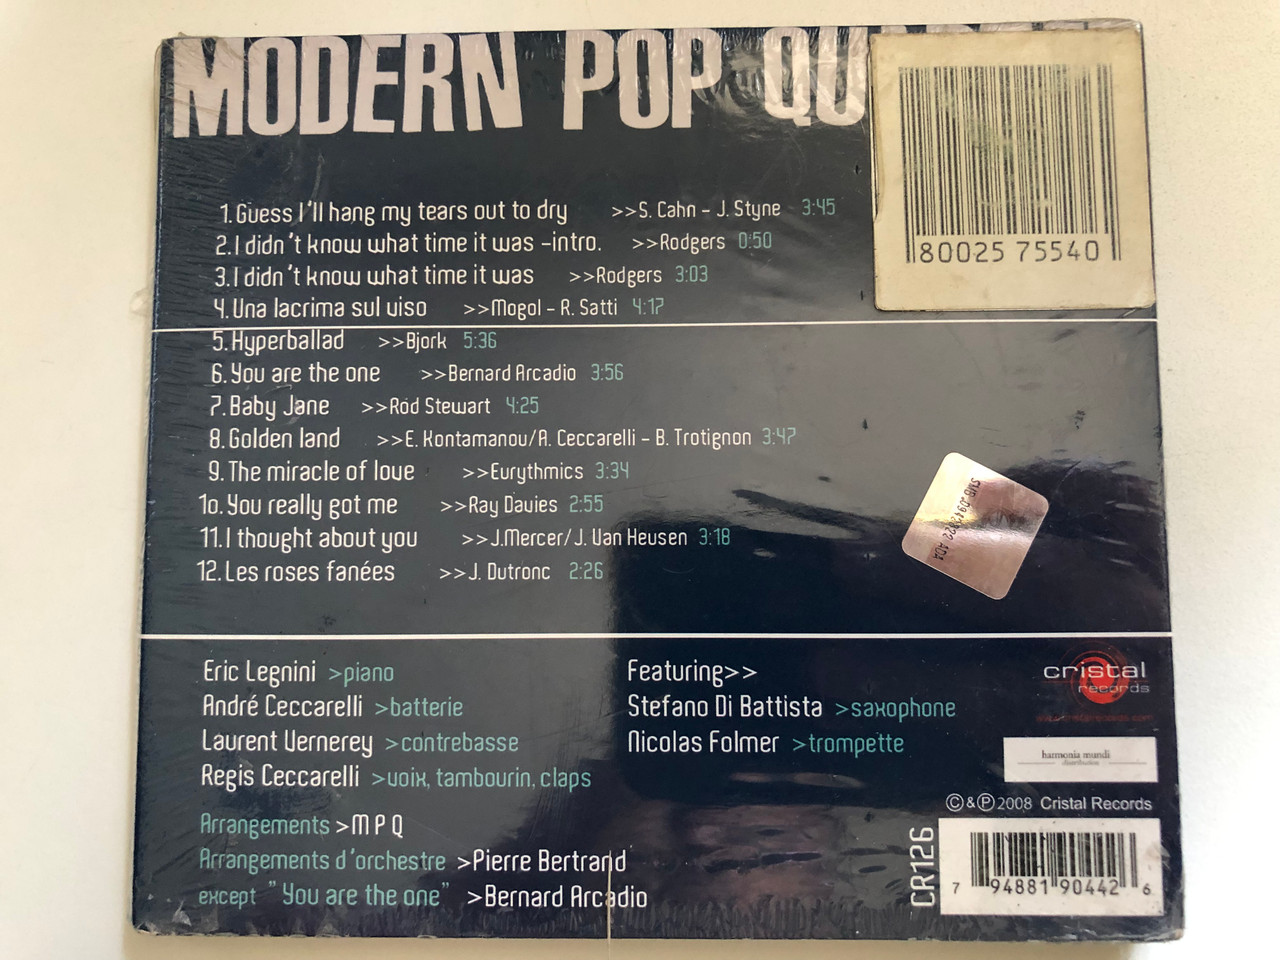 MODERN POP QU
80025 75540
1. Guess I'll hang my tears out to dry >>S. Cahn – J. Styne 3:45
2. I didn't know what time it was –intro. >>Rodgers 0:50
3. I didn't know what time it was >>Rodgers 3:03
4. Una lacrima sul viso >>Mogol – R. Satti 4:17
5. Hyperballad >>Bjork 5:36
6. You are the one >>Bernard Arcadio 3:56
7. Baby Jane >>Rod Stewart 4:25
8. Golden land >>E. Kontamanou/A. Ceccarelli – B. Trotignon 3:47
9. The miracle of love >>Eurythmics 3:34
10. You really got me >>Ray Davies 2:55
11. I thought about you >>J.Mercer/J. Van Heusen 3:18
12. Les roses fanées >>J. Dutronc 2:26
Eric Legnini >piano
André Ceccarelli >batterie
Laurent Vernerey >contrebasse
Regis Ceccarelli >voix, tambourin, claps
Featuring>>
Stefano Di Battista >saxophone
Nicolas Folmer >trompette
Arrangements >M P Q
Arrangements d'orchestre >Pierre Bertrand
except "You are the one" >Bernard Arcadio
cristal
records
harmonia mundi
distribution
©&℗2008 Cristal Records
CR126
7 94881 90442 6